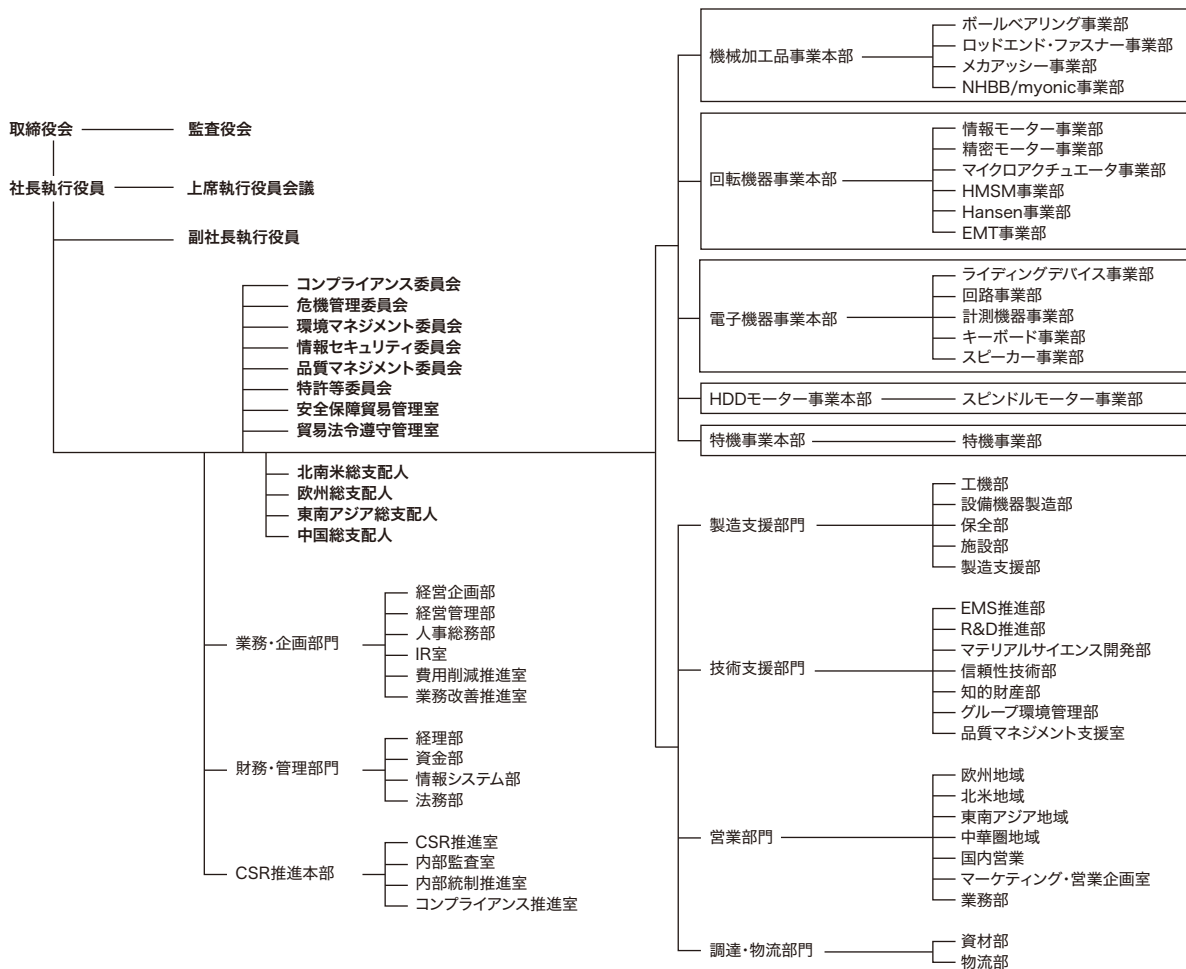 取締役会
監査役会
社長執行役員
上席執行役員会議
副社長執行役員
コンプライアンス委員会
危機管理委員会
環境マネジメント委員会
情報セキュリティ委員会
品質マネジメント委員会
特許等委員会
安全保障貿易管理室
貿易法令遵守管理室
北南米総支配人
欧州総支配人
東南アジア総支配人
中国総支配人
業務・企画部門
経営企画部
経営管理部
人事総務部
IR室
費用削減推進室
業務改善推進室
財務・管理部門
経理部
資金部
情報システム部
法務部
CSR推進本部
CSR推進室
内部監査室
内部統制推進室
コンプライアンス推進室
機械加工品事業本部
ボールベアリング事業部
ロッドエンド・ファスナー事業部
メカアッシー事業部
NHBB/myonic事業部
回転機器事業本部
情報モーター事業部
精密モーター事業部
マイクロアクチュエータ事業部
HMSM事業部
Hansen事業部
EMT事業部
電子機器事業本部
ライティングデバイス事業部
回路事業部
計測機器事業部
キーボード事業部
スピーカー事業部
HDDモーター事業本部
スピンドルモーター事業部
特機事業本部
特機事業部
製造支援部門
工機部
設備機器製造部
保全部
施設部
製造支援部
技術支援部門
EMS推進部
R&D推進部
マテリアルサイエンス開発部
信頼性技術部
知的財産部
グループ環境管理部
品質マネジメント支援室
営業部門
欧州地域
北米地域
東南アジア地域
中華圏地域
国内営業
マーケティング・営業企画室
業務部
調達・物流部門
資材部
物流部